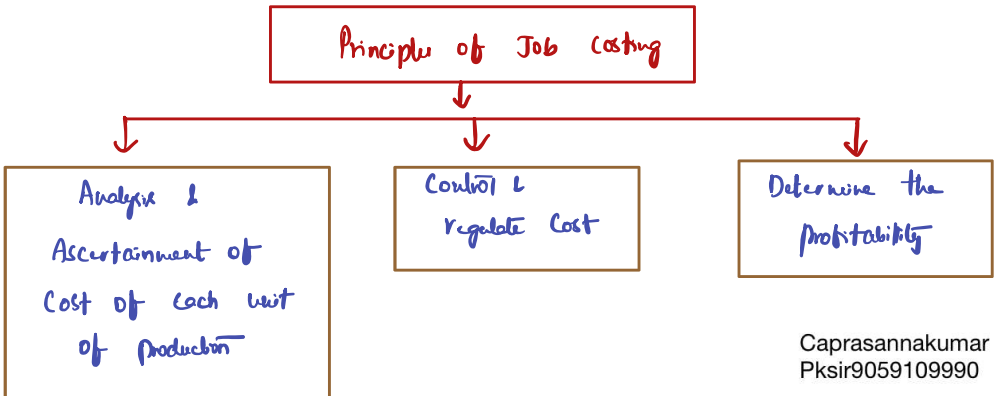 Principle of Job Costing
Analysis &
Ascertainment of
Cost of each unit
of production
Control &
regulate Cost
Determine the
profitability
Caprasannakumar
Pksir9059109990